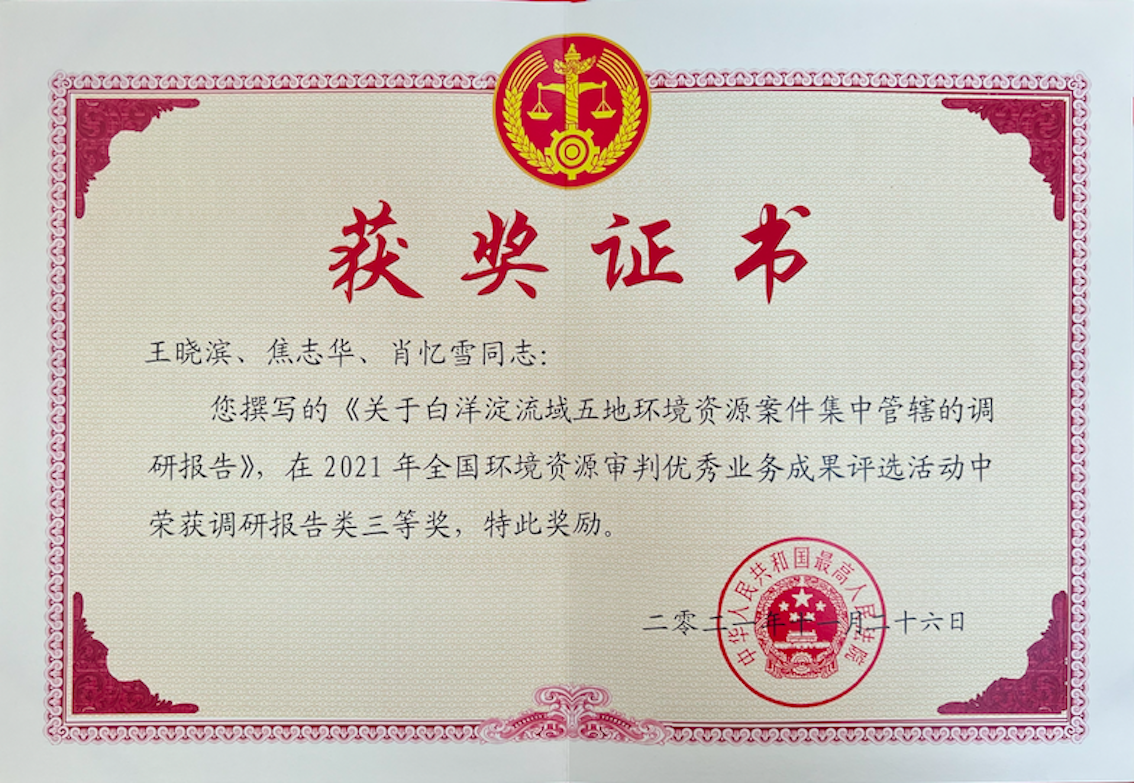 获奖证书
王晓滨、焦志华、肖忆雪同志：
您撰写的《关于白洋淀流域五地环境资源案件集中管辖的调
研报告》，在2021年全国环境资源审判优秀业务成果评选活动中
荣获调研报告类三等奖，特此奖励。
中华人民共和国最高人民法院
二零二一年十一月二十六日